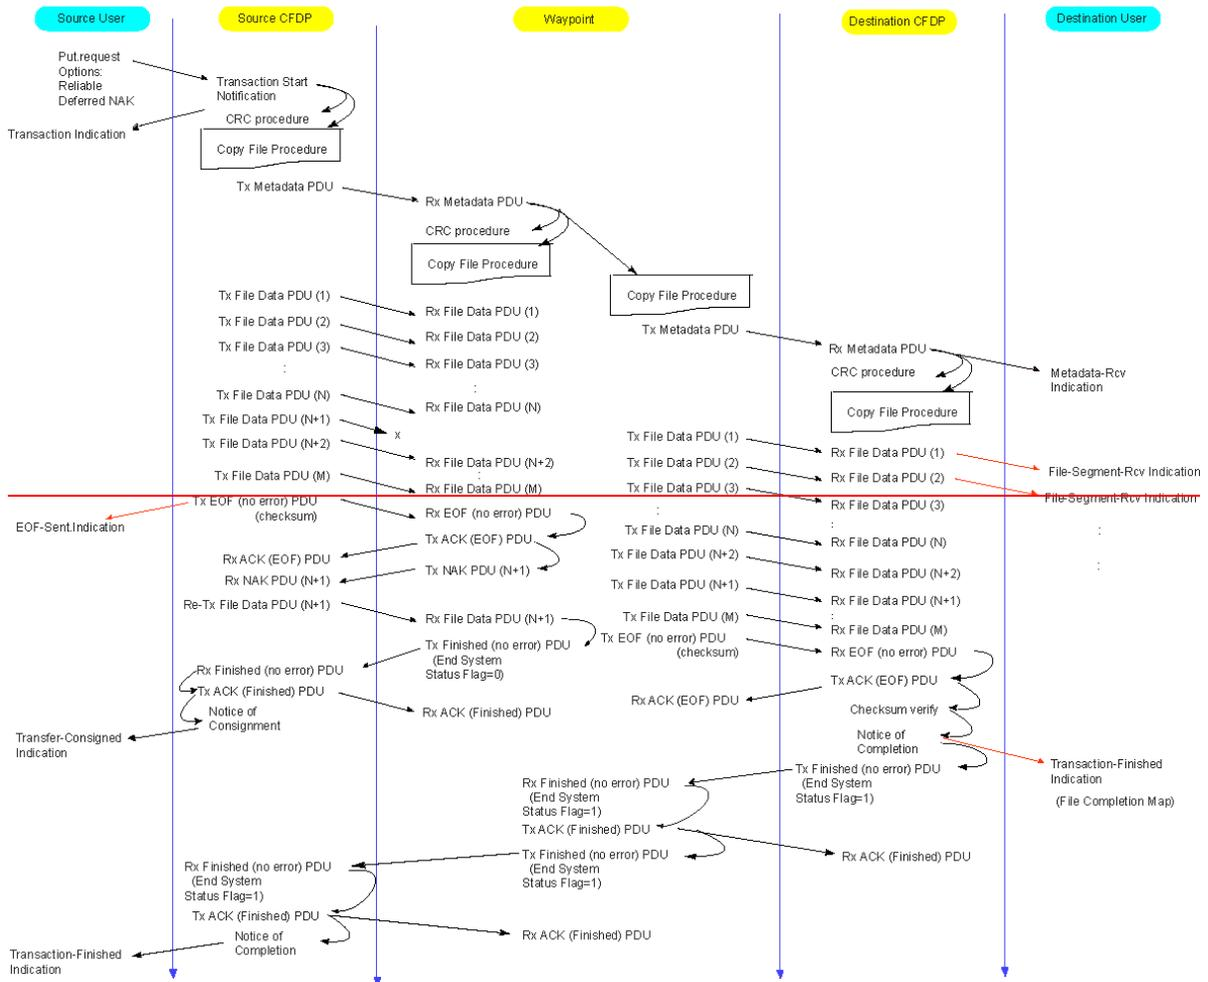 Source User
Source CFDP
Waypoint
Destination CFDP
Destination User
Put.request
Options:
Reliable
Deferred NAK
Transaction Start
Notification
CRC procedure
Transaction Indication
Copy File Procedure
Tx Metadata PDU
Rx Metadata PDU
CRC procedure
Copy File Procedure
Copy File Procedure
Tx File Data PDU (1)
Rx File Data PDU (1)
Tx File Data PDU (2)
Rx File Data PDU (2)
Tx File Data PDU (3)
Rx File Data PDU (3)
:
:
Tx Metadata PDU
Rx Metadata PDU
CRC procedure
Metadata-Rcv
Indication
Copy File Procedure
Tx File Data PDU (N)
Rx File Data PDU (N)
Tx File Data PDU (N+1)
x
Tx File Data PDU (N+2)
Rx File Data PDU (N+2)
:
Tx File Data PDU (M)
Rx File Data PDU (M)
Tx File Data PDU (1)
Rx File Data PDU (1)
File-Segment-Rcv Indication
Tx File Data PDU (2)
Rx File Data PDU (2)
File-Segment-Rcv Indication
Tx File Data PDU (3)
Rx File Data PDU (3)
:
:
:
:
Tx EOF (no error) PDU
(checksum)
EOF-Sent.Indication
Rx EOF (no error) PDU
Tx ACK (EOF) PDU
Rx ACK (EOF) PDU
Tx NAK PDU (N+1)
Rx NAK PDU (N+1)
Re-Tx File Data PDU (N+1)
Rx File Data PDU (N+1)
Tx File Data PDU (N)
Rx File Data PDU (N)
Tx File Data PDU (N+2)
Rx File Data PDU (N+2)
Tx File Data PDU (N+1)
Rx File Data PDU (N+1)
:
Tx File Data PDU (M)
Rx File Data PDU (M)
Tx EOF (no error) PDU
(checksum)
Rx EOF (no error) PDU
Tx Finished (no error) PDU
(End System
Status Flag=0)
Rx Finished (no error) PDU
Tx ACK (Finished) PDU
Rx ACK (Finished) PDU
Notice of
Consignment
Transfer-Consigned
Indication
Tx ACK (EOF) PDU
Rx ACK (EOF) PDU
Checksum verify
Notice of
Completion
Transaction-Finished
Indication
(File Completion Map)
Tx Finished (no error) PDU
(End System
Status Flag=1)
Rx Finished (no error) PDU
(End System
Status Flag=1)
Tx ACK (Finished) PDU
Rx ACK (Finished) PDU
Tx Finished (no error) PDU
(End System
Status Flag=1)
Rx Finished (no error) PDU
(End System
Status Flag=1)
Tx ACK (Finished) PDU
Rx ACK (Finished) PDU
Notice of
Completion
Transaction-Finished
Indication